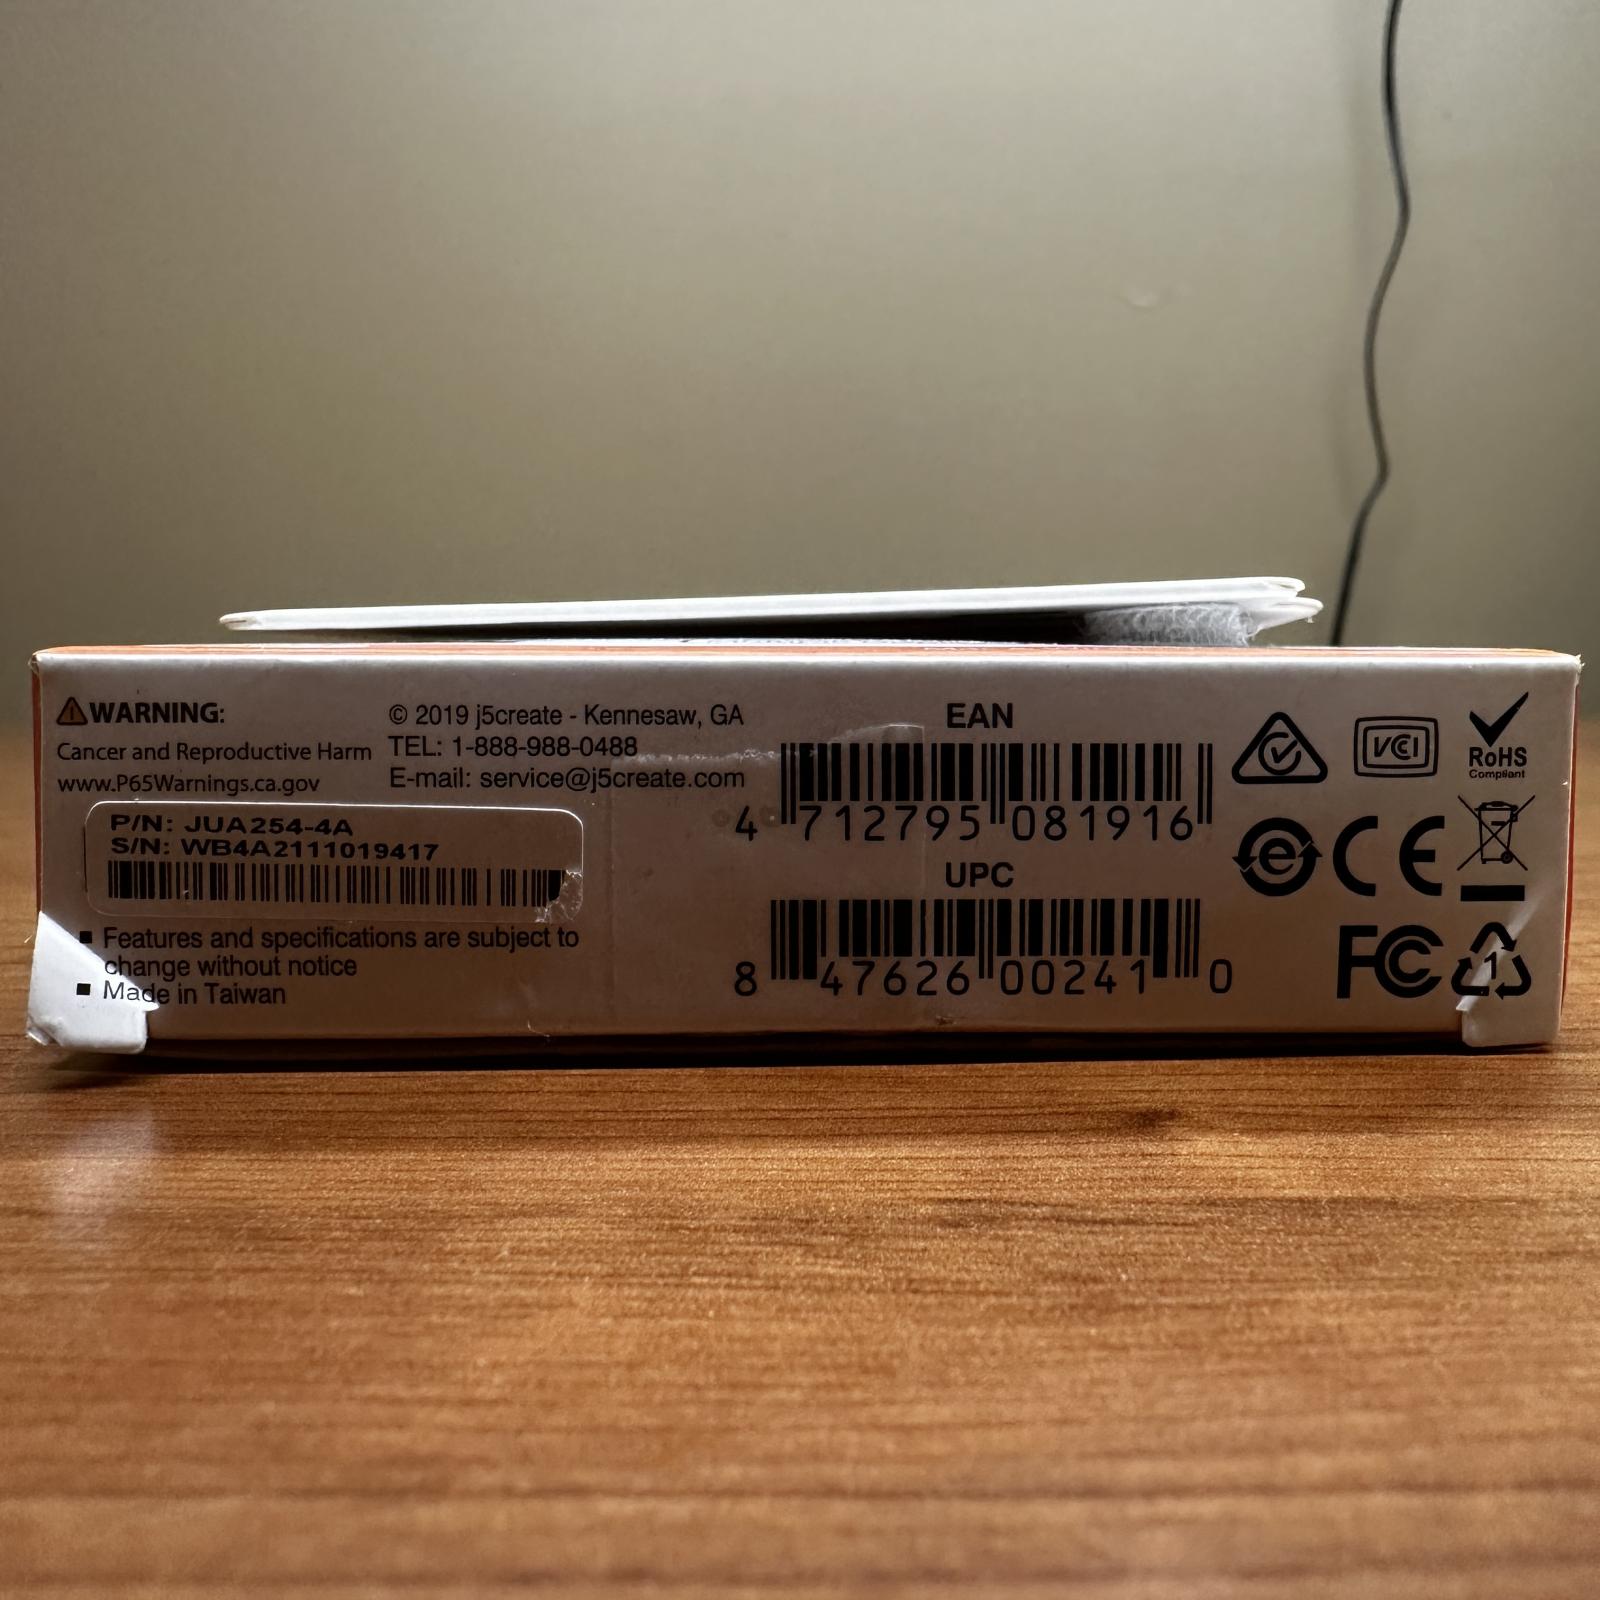 WARNING:
Cancer and Reproductive Harm
www.P65Warnings.ca.gov
© 2019 j5create - Kennesaw, GA
TEL: 1-888-988-0488
E-mail: service@j5create.com
P/N: JUA254-4A
S/N: WB4A2111019417
■ Features and specifications are subject to
change without notice
■ Made in Taiwan
EAN
4 712795 081916
UPC
8 47626 00241 0
VCI
RoHS
Compliant
e
CE
FC
1